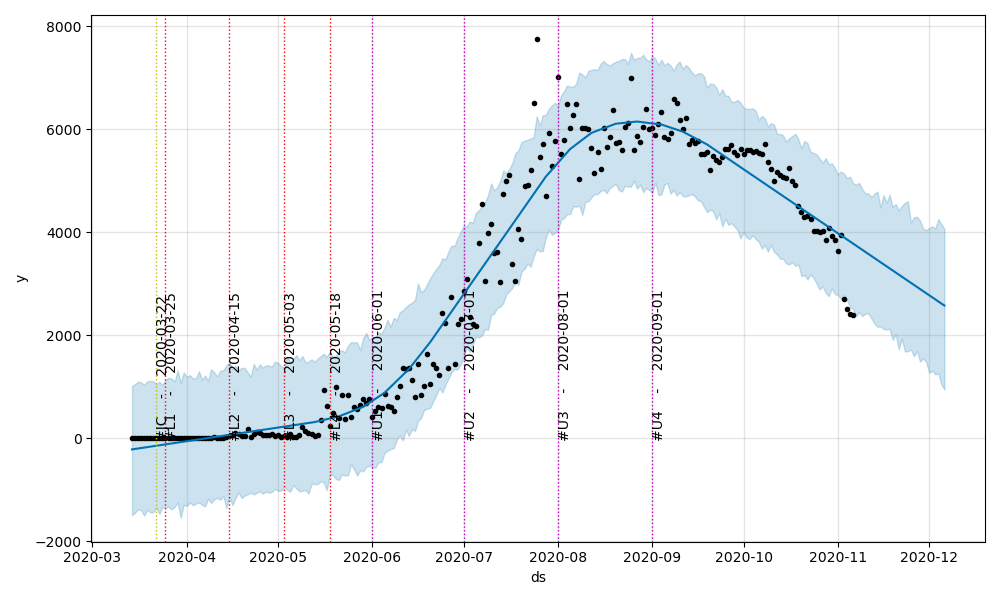 8000
6000
4000
2000
0
−2000
y
#JC - 2020-03-22
#L1 - 2020-03-25
#L2 - 2020-04-15
#L3 - 2020-05-03
#L4 - 2020-05-18
#U1 - 2020-06-01
#U2 - 2020-07-01
#U3 - 2020-08-01
#U4 - 2020-09-01
2020-03 2020-04 2020-05 2020-06 2020-07 2020-08 2020-09 2020-10 2020-11 2020-12
ds